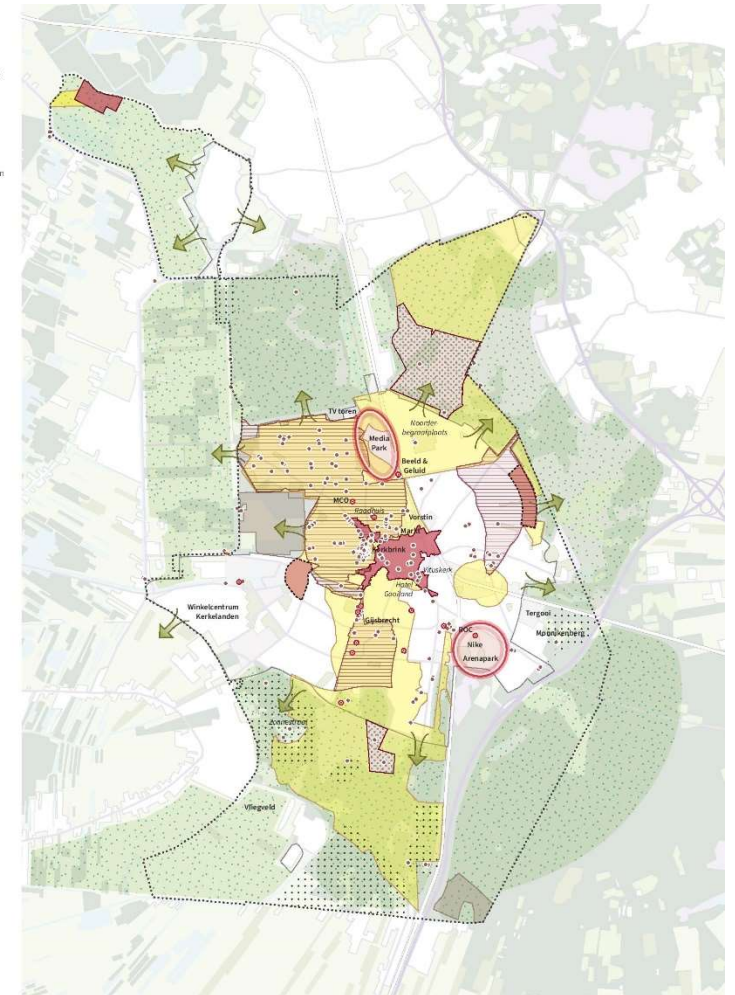 TV toren
Noorder
begraafplaats
Media
Park
Beeld &
Geluid
MCO
Raadhuis
Vorstin
Markt
Kerkbrink
Vituskerk
Hotel
Gooiland
Winkelcentrum
Kerkelanden
Gijsbrecht
ROC
Tergooi
Monnikenberg
Nike
Arenapark
Zonnestraal
Vliegveld